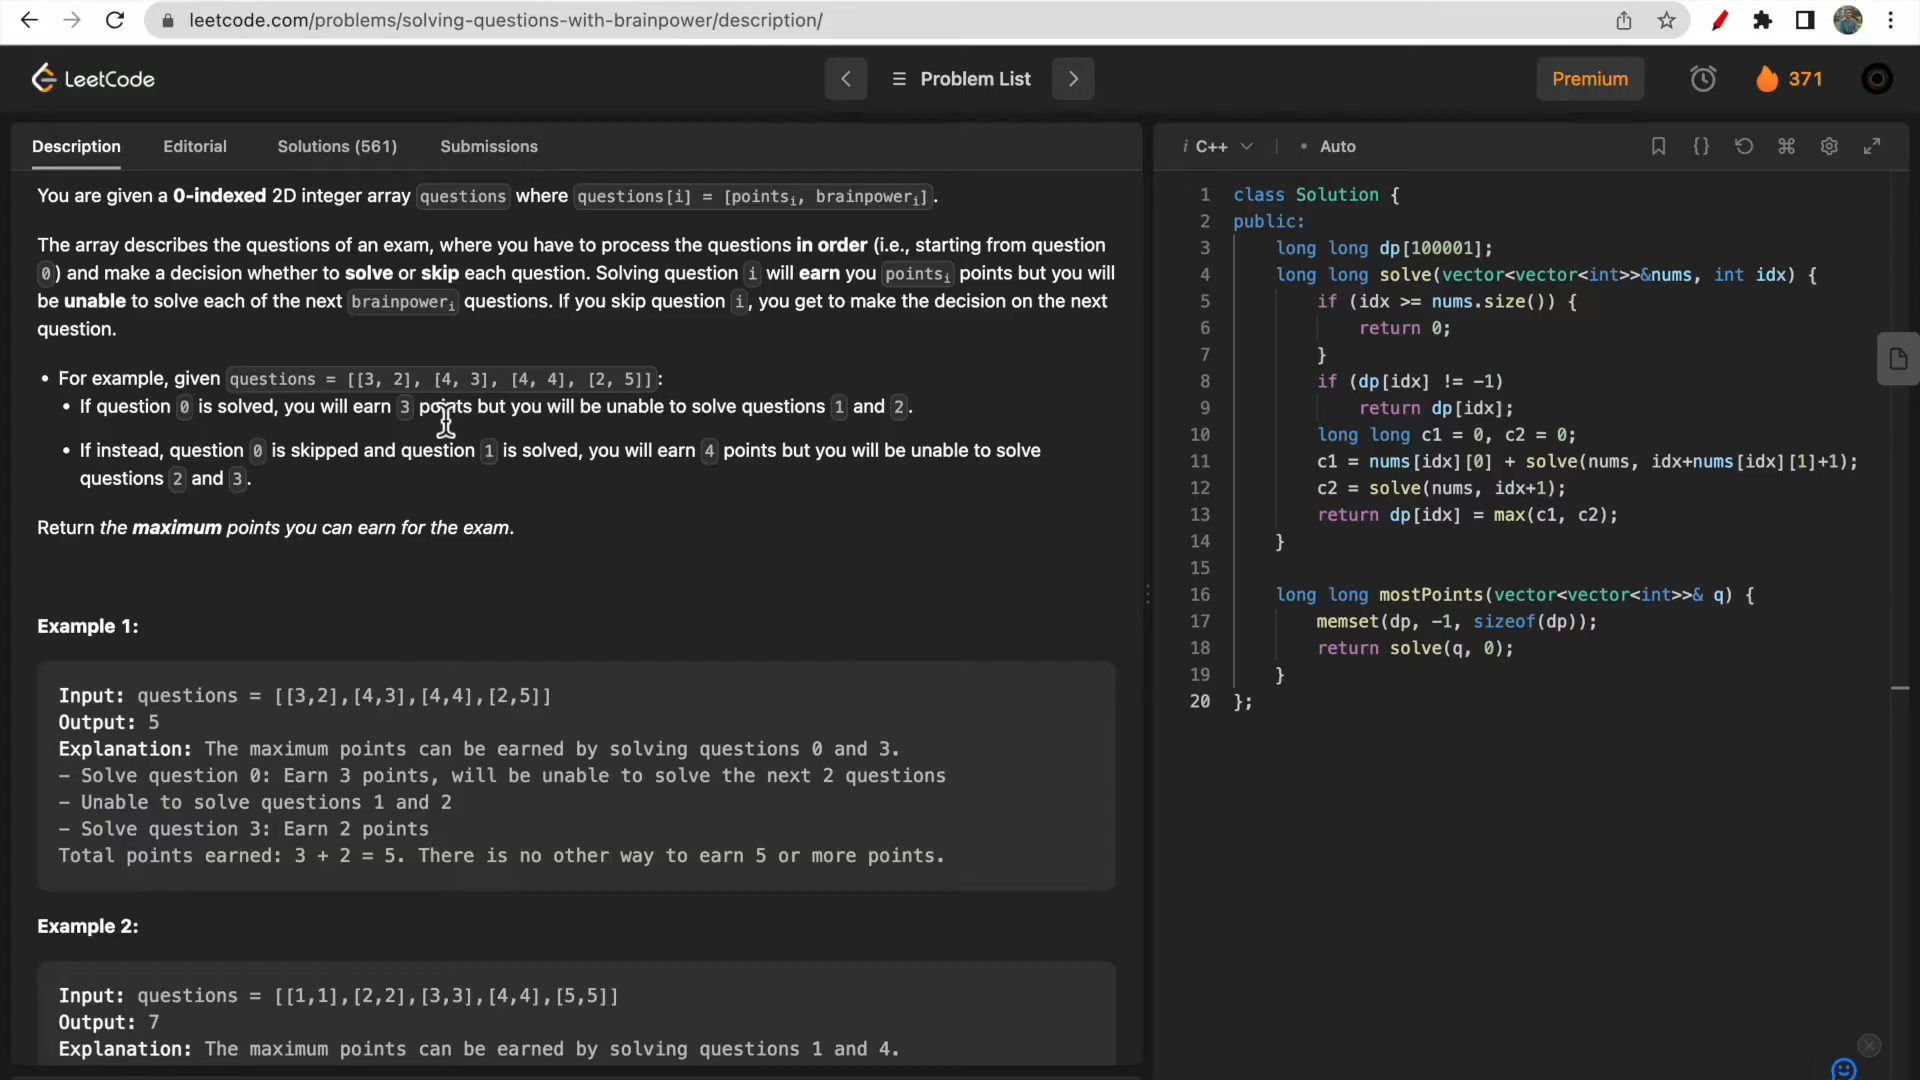 leetcode.com/problems/solving-questions-with-brainpower/description/
LeetCode
Problem List
Premium
371
Description Editorial Solutions (561) Submissions
You are given a 0-indexed 2D integer array questions where questions[i] = [pointsi, brainpoweri].
The array describes the questions of an exam, where you have to process the questions in order (i.e., starting from question
0) and make a decision whether to solve or skip each question. Solving question i will earn you pointsi points but you will
be unable to solve each of the next brainpoweri questions. If you skip question i, you get to make the decision on the next
question.
• For example, given questions = [[3, 2], [4, 3], [4, 4], [2, 5]]:
• If question 0 is solved, you will earn 3 points but you will be unable to solve questions 1 and 2.
• If instead, question 0 is skipped and question 1 is solved, you will earn 4 points but you will be unable to solve
questions 2 and 3.
Return the maximum points you can earn for the exam.
Example 1:
Input: questions = [[3,2],[4,3],[4,4],[2,5]]
Output: 5
Explanation: The maximum points can be earned by solving questions 0 and 3.
- Solve question 0: Earn 3 points, will be unable to solve the next 2 questions
- Unable to solve questions 1 and 2
- Solve question 3: Earn 2 points
Total points earned: 3 + 2 = 5. There is no other way to earn 5 or more points.
Example 2:
Input: questions = [[1,1],[2,2],[3,3],[4,4],[5,5]]
Output: 7
Explanation: The maximum points can be earned by solving questions 1 and 4.
i C++ • Auto
1 class Solution {
2 public:
3 long long dp[100001];
4 long long solve(vector<vector<int>>&nums, int idx) {
5 if (idx >= nums.size()) {
6 return 0;
7 }
8 if (dp[idx] != -1)
9 return dp[idx];
10 long long c1 = 0, c2 = 0;
11 c1 = nums[idx][0] + solve(nums, idx+nums[idx][1]+1);
12 c2 = solve(nums, idx+1);
13 return dp[idx] = max(c1, c2);
14 }
15
16 long long mostPoints(vector<vector<int>>& q) {
17 memset(dp, -1, sizeof(dp));
18 return solve(q, 0);
19 }
20 };